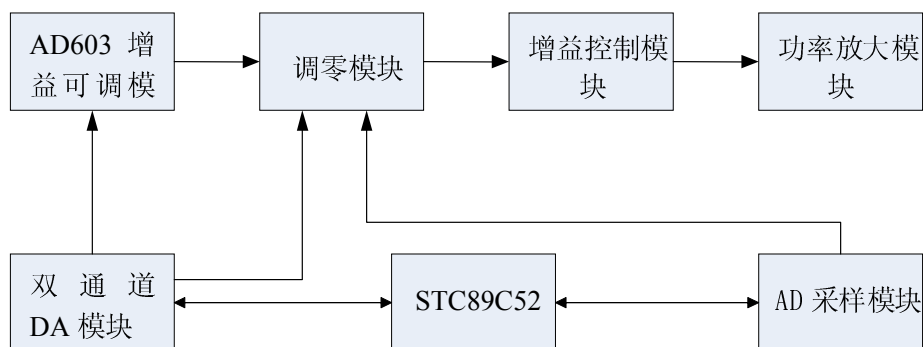 AD603 增
益可调模
调零模块
增益控制模
块
功率放大模
块
双通道
DA 模块
STC89C52
AD 采样模块